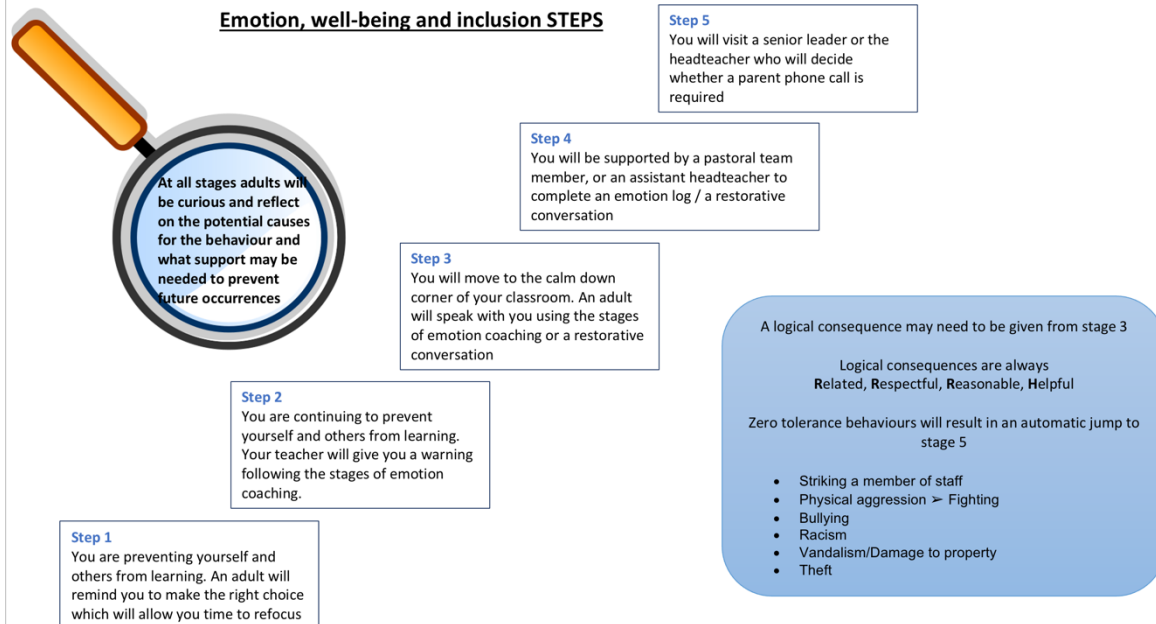 Emotion, well-being and inclusion STEPS
Step 5
You will visit a senior leader or the
headteacher who will decide
whether a parent phone call is
required
Step 4
You will be supported by a pastoral team
member, or an assistant headteacher to
complete an emotion log / a restorative
conversation
At all stages adults will
be curious and reflect
on the potential causes
for the behaviour and
what support may be
needed to prevent
future occurrences
Step 3
You will move to the calm down
corner of your classroom. An adult
will speak with you using the stages
of emotion coaching or a restorative
conversation
A logical consequence may need to be given from stage 3
Logical consequences are always
Related, Respectful, Reasonable, Helpful
Zero tolerance behaviours will result in an automatic jump to
stage 5
• Striking a member of staff
• Physical aggression ➢ Fighting
• Bullying
• Racism
• Vandalism/Damage to property
• Theft
Step 2
You are continuing to prevent
yourself and others from learning.
Your teacher will give you a warning
following the stages of emotion
coaching.
Step 1
You are preventing yourself and
others from learning. An adult will
remind you to make the right choice
which will allow you time to refocus